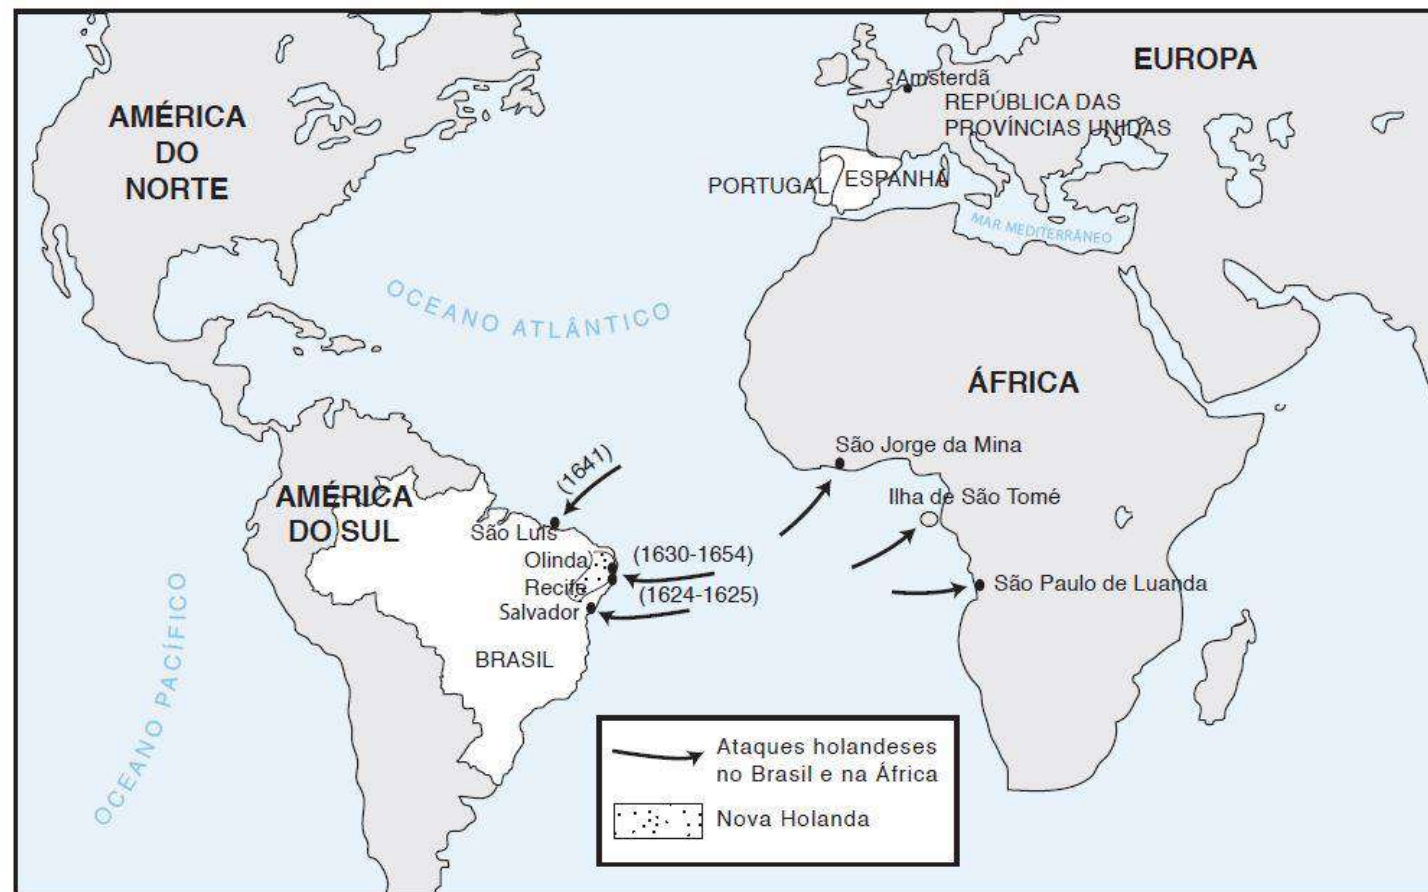 EUROPA
Amsterdã
REPÚBLICA DAS
PROVÍNCIAS UNIDAS
AMÉRICA
DO
NORTE
PORTUGAL
ESPANHA
MAR MEDITERRÂNEO
OCEANO ATLÂNTICO
ÁFRICA
São Jorge da Mina
Ilha de São Tomé
São Paulo de Luanda
(1641)
AMÉRICA
DO SUL
São Luís
Olinda
(1630-1654)
Recife
(1624-1625)
Salvador
BRASIL
OCEANO PACÍFICO
Ataques holandeses
no Brasil e na África
Nova Holanda